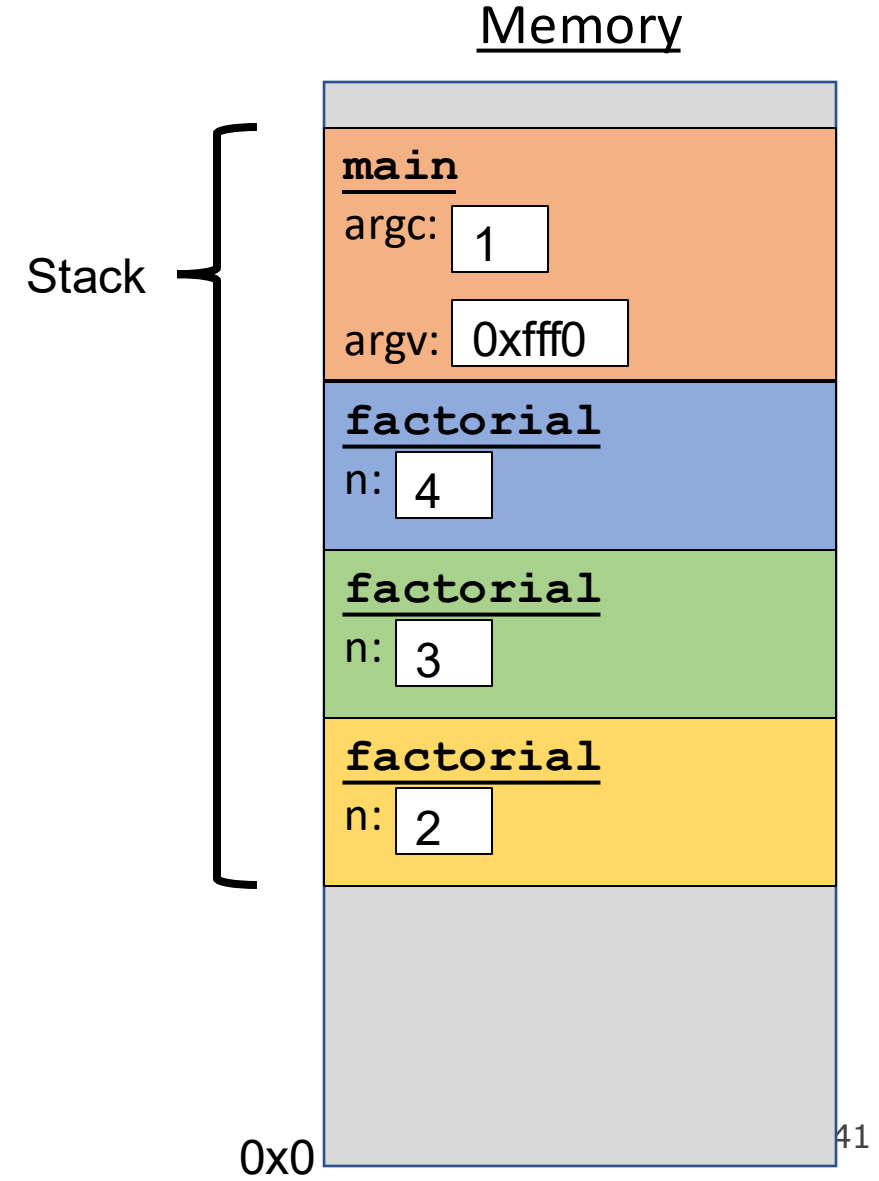 Memory
main
argc: 1
Stack
argv: 0xfff0
factorial
n: 4
factorial
n: 3
factorial
n: 2
41
0x0